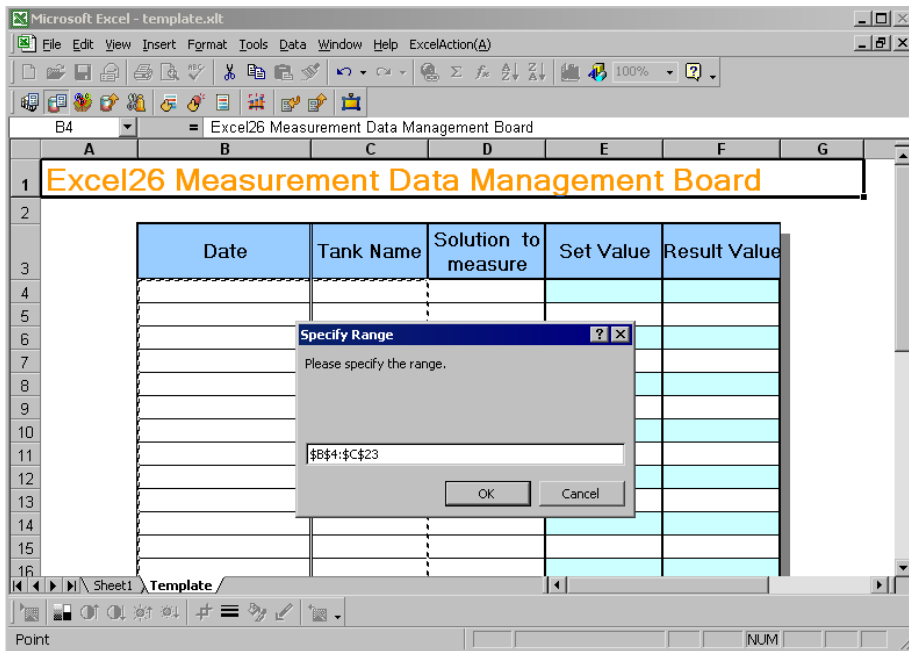 Microsoft Excel - template.xlt
File Edit View Insert Format Tools Data Window Help ExcelAction(A)
100%
B4 = Excel26 Measurement Data Management Board
A B C D E F G
1 Excel26 Measurement Data Management Board
2
3 Date Tank Name Solution to measure Set Value Result Value
4
5
6 Specify Range
7 Please specify the range.
8
9
10
11 $B$4:$C$23
12
13 OK Cancel
14
15
16
Sheet1 Template
Point NUM